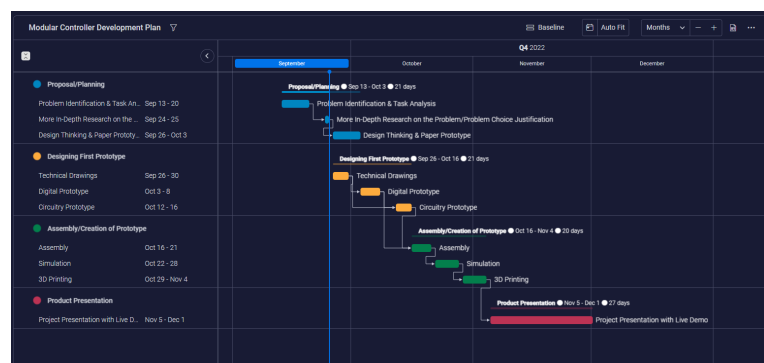 Modular Controller Development Plan
Baseline
Auto Fit
Months
Q4 2022
September
October
November
December
Proposal/Planning
Proposal/Planning Sep 13 - Oct 3 21 days
Problem Identification & Task An... Sep 13 - 20
Problem Identification & Task Analysis
More In-Depth Research on the ... Sep 24 - 25
More In-Depth Research on the Problem/Problem Choice Justification
Design Thinking & Paper Prototy... Sep 26 - Oct 3
Design Thinking & Paper Prototype
Designing First Prototype
Designing First Prototype Sep 26 - Oct 16 21 days
Technical Drawings Sep 26 - 30
Technical Drawings
Digital Prototype Oct 3 - 8
Digital Prototype
Circuitry Prototype Oct 12 - 16
Circuitry Prototype
Assembly/Creation of Prototype
Assembly/Creation of Prototype Oct 16 - Nov 4 20 days
Assembly Oct 16 - 21
Assembly
Simulation Oct 22 - 28
Simulation
3D Printing Oct 29 - Nov 4
3D Printing
Product Presentation
Product Presentation Nov 5 - Dec 1 27 days
Project Presentation with Live D... Nov 5 - Dec 1
Project Presentation with Live Demo